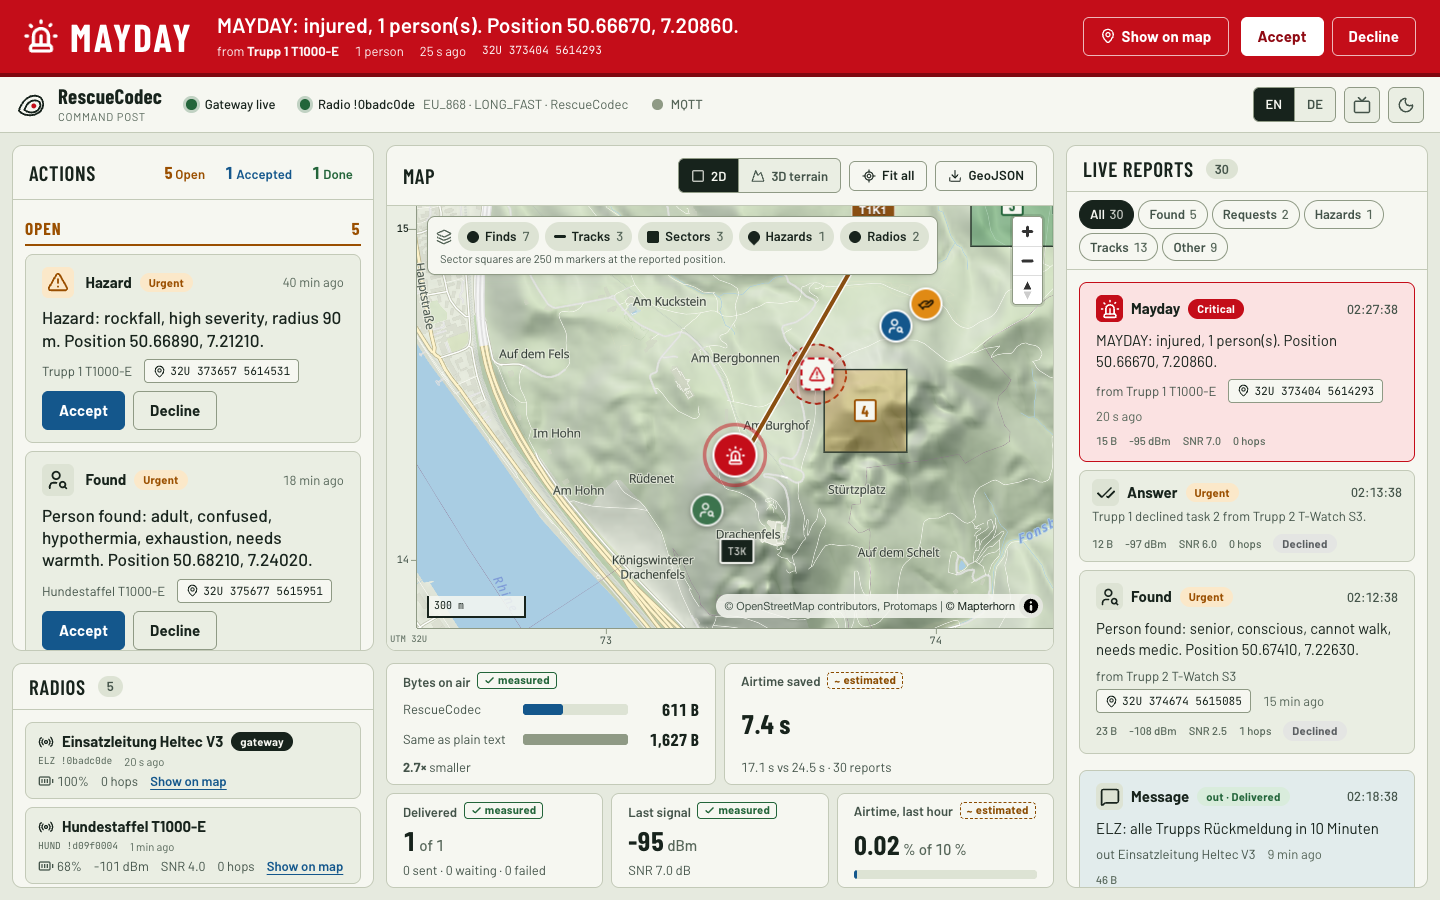 MAYDAY
MAYDAY: injured, 1 person(s). Position 50.66670, 7.20860.
from Trupp 1 T1000-E 1 person 25 s ago 32U 373404 5614293
Show on map
Accept
Decline
RescueCodec
COMMAND POST
Gateway live
Radio !0badc0de EU_868 · LONG_FAST · RescueCodec
MQTT
EN
DE
ACTIONS
5 Open
1 Accepted
1 Done
OPEN 5
Hazard Urgent 40 min ago
Hazard: rockfall, high severity, radius 90
m. Position 50.66890, 7.21210.
Trupp 1 T1000-E 32U 373657 5614531
Accept
Decline
Found Urgent 18 min ago
Person found: adult, confused,
hypothermia, exhaustion, needs
warmth. Position 50.68210, 7.24020.
Hundestaffel T1000-E 32U 375677 5615951
Accept
Decline
RADIOS 5
Einsatzleitung Heltec V3 gateway
ELZ !0badc0de 20 s ago
100% 0 hops Show on map
Hundestaffel T1000-E
HUND !d09f0004 1 min ago
68% -101 dBm SNR 4.0 0 hops Show on map
MAP
2D
3D terrain
Fit all
GeoJSON
T1K1
15
Finds 7
Tracks 3
Sectors 3
Hazards 1
Radios 2
Sector squares are 250 m markers at the reported position.
Hauptstraße
Am Kuckstein
Auf dem Fels
Am Bergbonnen
4
Am Burghof
Im Hohn
Rüdenet
Am Hohn
Stürtzplatz
Drachenfels
T3K
Auf dem Schelt
Königswinterer
Drachenfels
14
300 m
© OpenStreetMap contributors, Protomaps | © Mapterhorn
UTM 32U
73
74
Bytes on air measured
RescueCodec 611 B
Same as plain text 1,627 B
2.7× smaller
Airtime saved ~ estimated
7.4 s
17.1 s vs 24.5 s · 30 reports
Delivered measured
1 of 1
0 sent · 0 waiting · 0 failed
Last signal measured
-95 dBm
SNR 7.0 dB
Airtime, last hour ~ estimated
0.02 % of 10 %
LIVE REPORTS 30
All 30
Found 5
Requests 2
Hazards 1
Tracks 13
Other 9
Mayday Critical 02:27:38
MAYDAY: injured, 1 person(s). Position
50.66670, 7.20860.
from Trupp 1 T1000-E 32U 373404 5614293
20 s ago
15 B -95 dBm SNR 7.0 0 hops
Answer Urgent 02:13:38
Trupp 1 declined task 2 from Trupp 2 T-Watch S3.
12 B -97 dBm SNR 6.0 0 hops Declined
Found Urgent 02:12:38
Person found: senior, conscious, cannot walk,
needs medic. Position 50.67410, 7.22630.
from Trupp 2 T-Watch S3
32U 374674 5615085 15 min ago
23 B -108 dBm SNR 2.5 1 hops Declined
Message out · Delivered 02:18:38
ELZ: alle Trupps Rückmeldung in 10 Minuten
out Einsatzleitung Heltec V3 9 min ago
46 B